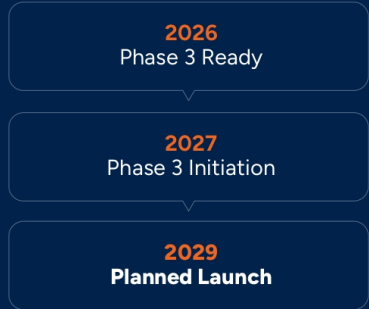 2026
Phase 3 Ready
2027
Phase 3 Initiation
2029
Planned Launch